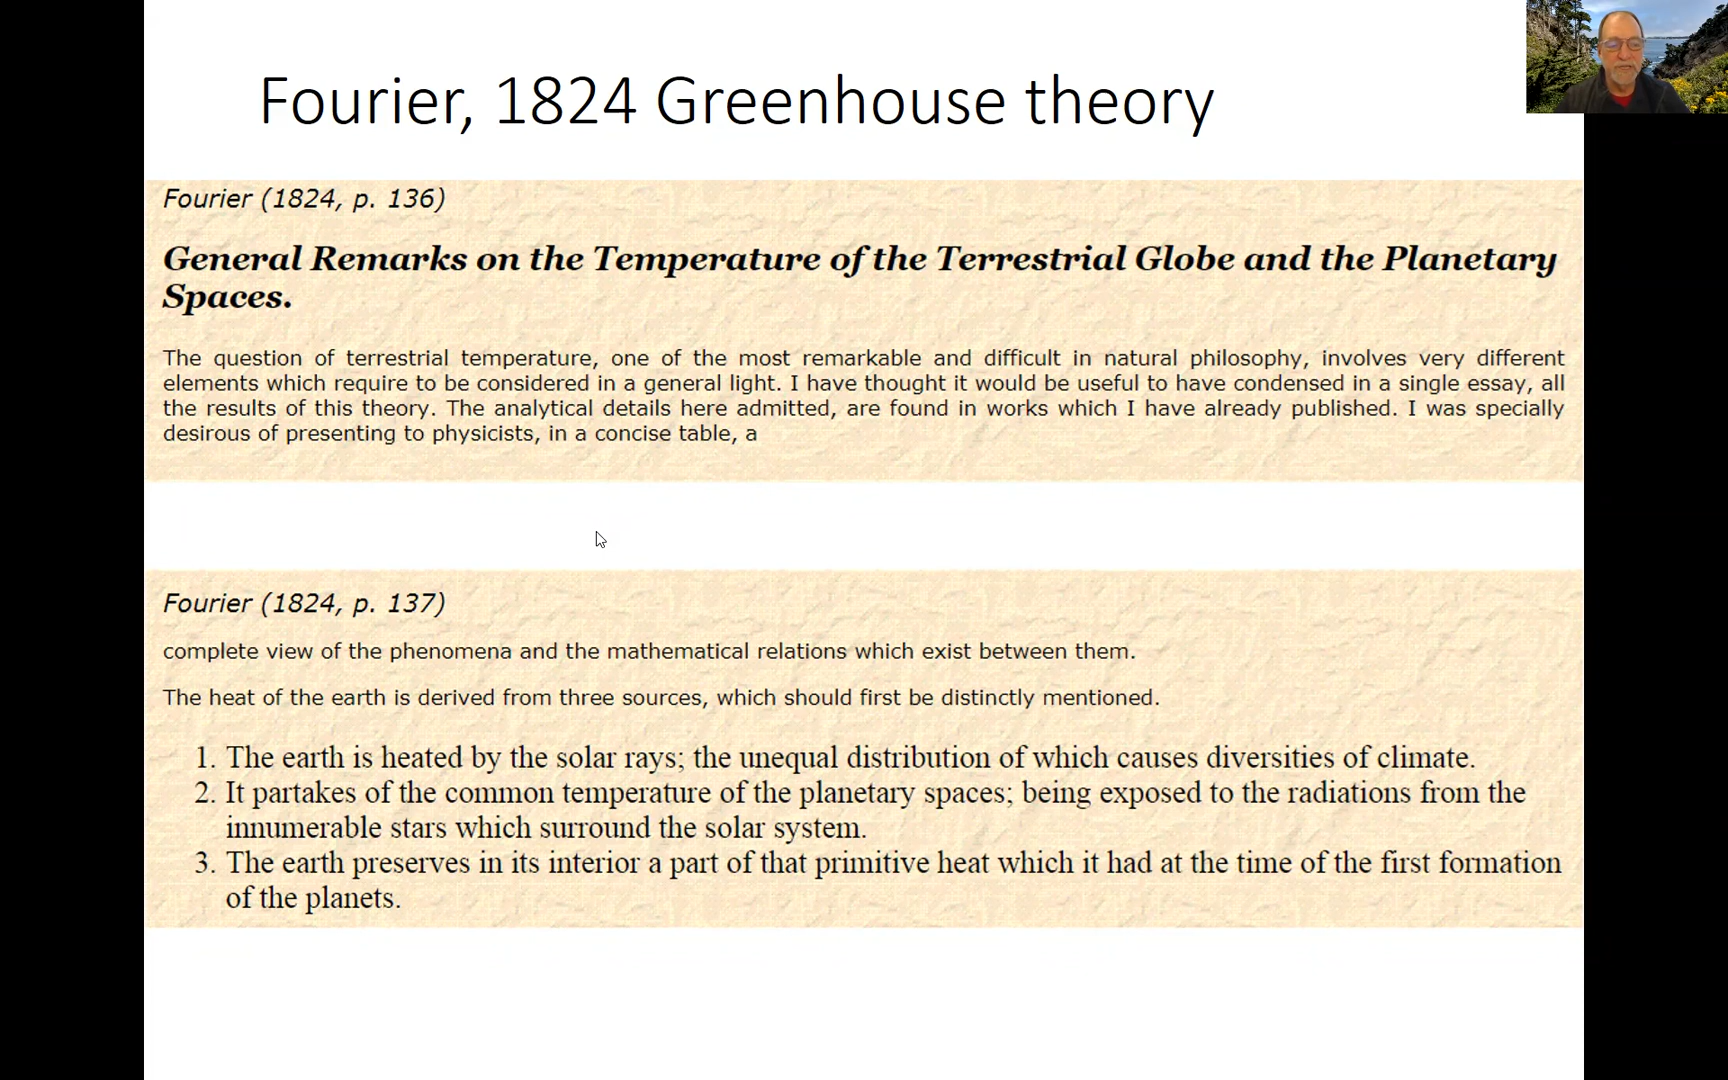 Fourier, 1824 Greenhouse theory
Fourier (1824, p. 136)
General Remarks on the Temperature of the Terrestrial Globe and the Planetary
Spaces.
The question of terrestrial temperature, one of the most remarkable and difficult in natural philosophy, involves very different
elements which require to be considered in a general light. I have thought it would be useful to have condensed in a single essay, all
the results of this theory. The analytical details here admitted, are found in works which I have already published. I was specially
desirous of presenting to physicists, in a concise table, a
Fourier (1824, p. 137)
complete view of the phenomena and the mathematical relations which exist between them.
The heat of the earth is derived from three sources, which should first be distinctly mentioned.
1. The earth is heated by the solar rays; the unequal distribution of which causes diversities of climate.
2. It partakes of the common temperature of the planetary spaces; being exposed to the radiations from the
innumerable stars which surround the solar system.
3. The earth preserves in its interior a part of that primitive heat which it had at the time of the first formation
of the planets.